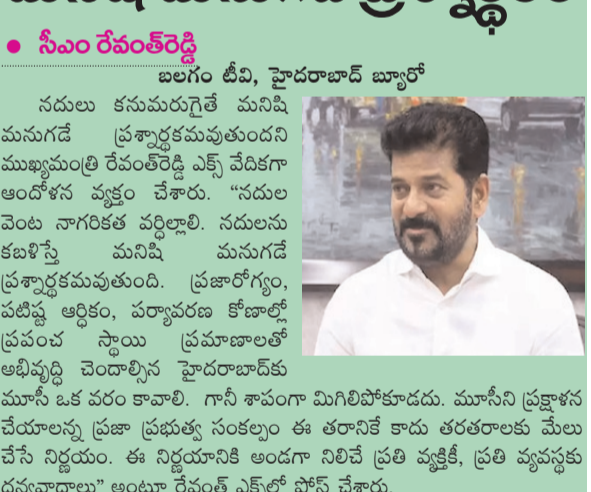 ● సీఎం రేవంత్‌రెడ్డి
బలగం టీవి, హైదరాబాద్ బ్యూరో
నదులు కనుమరుగైతే మనిషి
మనుగడే ప్రశ్నార్థకమవుతుందని
ముఖ్యమంత్రి రేవంత్‌రెడ్డి ఎక్స్ వేదికగా
ఆందోళన వ్యక్తం చేశారు. “నదుల
వెంట నాగరికత వర్ధిల్లాలి. నదులను
కబళిస్తే మనిషి మనుగడే
ప్రశ్నార్థకమవుతుంది. ప్రజారోగ్యం,
పటిష్ట ఆర్ధికం, పర్యావరణ కోణాల్లో
ప్రపంచ స్థాయి ప్రమాణాలతో
అభివృద్ధి చెందాల్సిన హైదరాబాద్‌కు
మూసీ ఒక వరం కావాలి. గానీ శాపంగా మిగిలిపోకూడదు. మూసీని ప్రక్షాళన
చేయాలన్న ప్రజా ప్రభుత్వ సంకల్పం ఈ తరానికే కాదు తరతరాలకు మేలు
చేసే నిర్ణయం. ఈ నిర్ణయానికి అండగా నిలిచే ప్రతి వ్యక్తికీ, ప్రతి వ్యవస్థకు
ధన్యవాదాలు” అంటూ రేవంత్ ఎక్స్‌లో పోస్ట్ చేశారు.